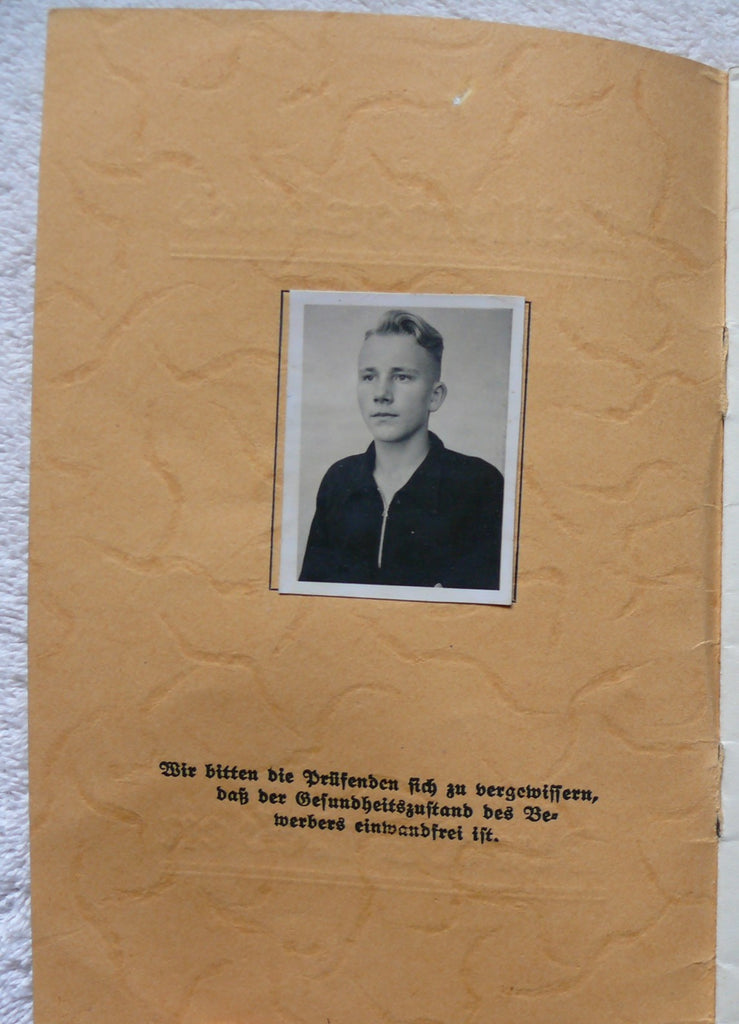 Wir bitten die Prüfenden sich zu vergewissern,
daß der Gesundheitszustand des Be-
werbers einwandfrei ist.